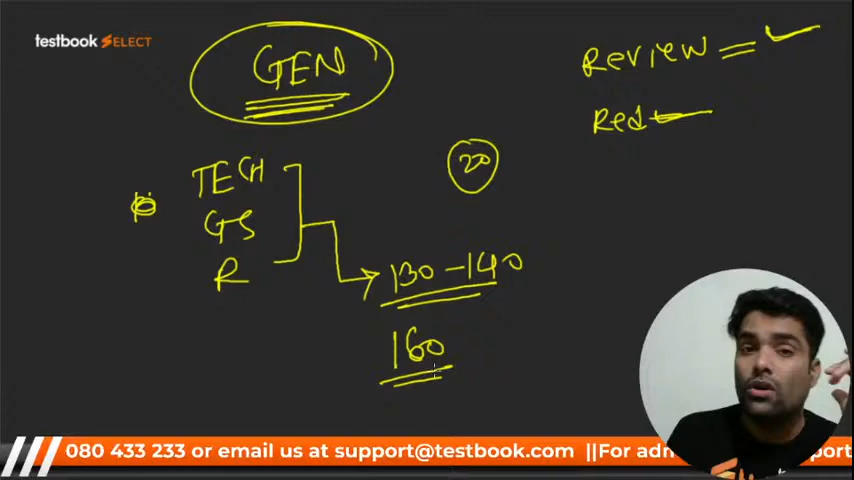 testbook SELECT
GEN
Review =
Red
TECH
20
GS
R
130-140
160
080 433 233 or email us at support@testbook.com ||For adm
port